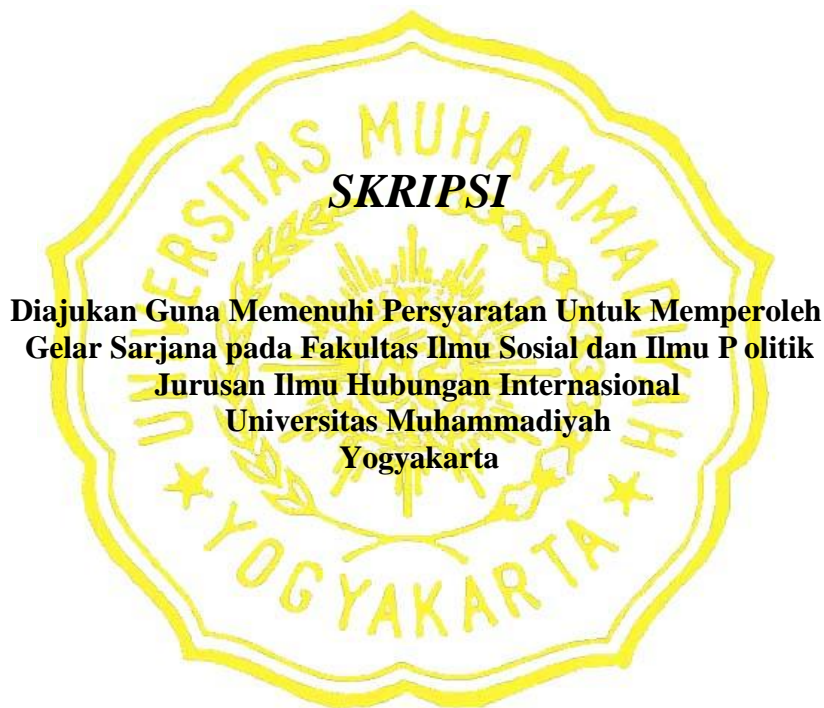 UNIVERSITAS MUHAMMADIYAH
SKRIPSI
Diajukan Guna Memenuhi Persyaratan Untuk Memperoleh
Gelar Sarjana pada Fakultas Ilmu Sosial dan Ilmu P olitik
Jurusan Ilmu Hubungan Internasional
Universitas Muhammadiyah
Yogyakarta
★ YOGYAKARTA ★